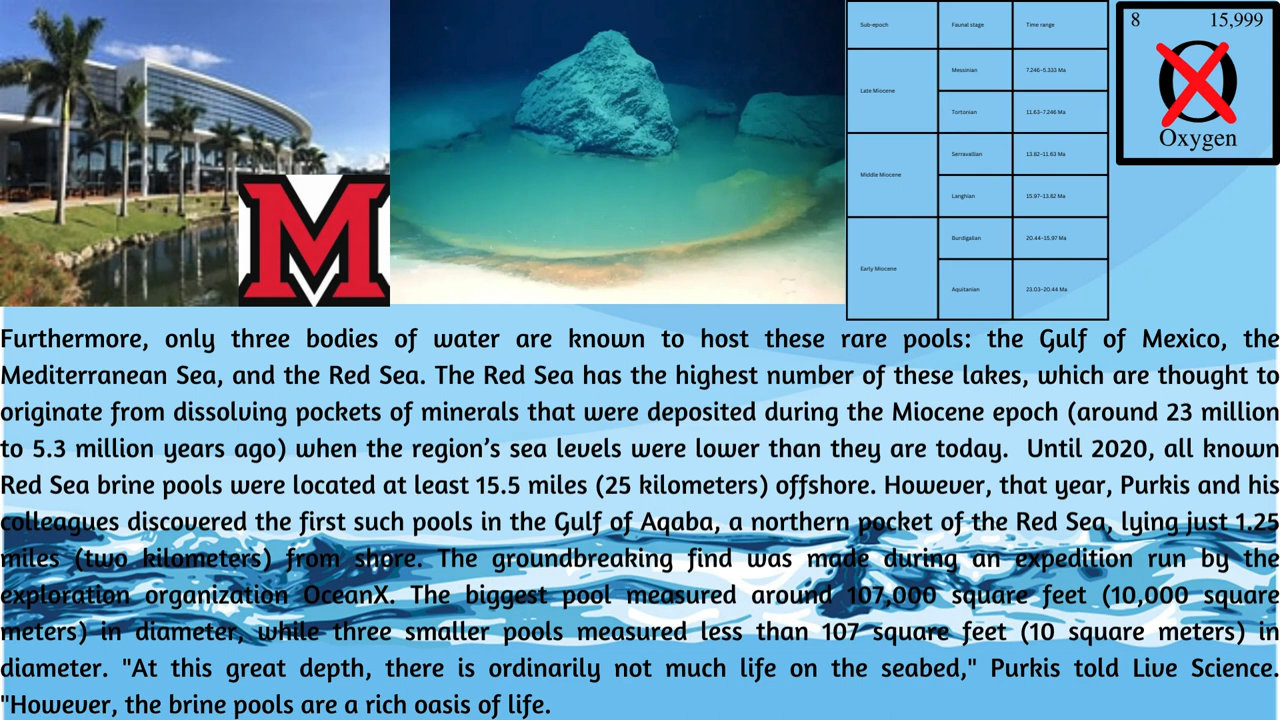 M
Sub-epoch Faunal stage Time range
Late Miocene Messinian 7.246–5.333 Ma
Tortonian 11.63–7.246 Ma
Middle Miocene Serravallian 13.82–11.63 Ma
Langhian 15.97–13.82 Ma
Early Miocene Burdigalian 20.44–15.97 Ma
Aquitanian 23.03–20.44 Ma
8 15,999
O
Oxygen
Furthermore, only three bodies of water are known to host these rare pools: the Gulf of Mexico, the
Mediterranean Sea, and the Red Sea. The Red Sea has the highest number of these lakes, which are thought to
originate from dissolving pockets of minerals that were deposited during the Miocene epoch (around 23 million
to 5.3 million years ago) when the region’s sea levels were lower than they are today. Until 2020, all known
Red Sea brine pools were located at least 15.5 miles (25 kilometers) offshore. However, that year, Purkis and his
colleagues discovered the first such pools in the Gulf of Aqaba, a northern pocket of the Red Sea, lying just 1.25
miles (two kilometers) from shore. The groundbreaking find was made during an expedition run by the
exploration organization OceanX. The biggest pool measured around 107,000 square feet (10,000 square
meters) in diameter, while three smaller pools measured less than 107 square feet (10 square meters) in
diameter. "At this great depth, there is ordinarily not much life on the seabed," Purkis told Live Science.
"However, the brine pools are a rich oasis of life.